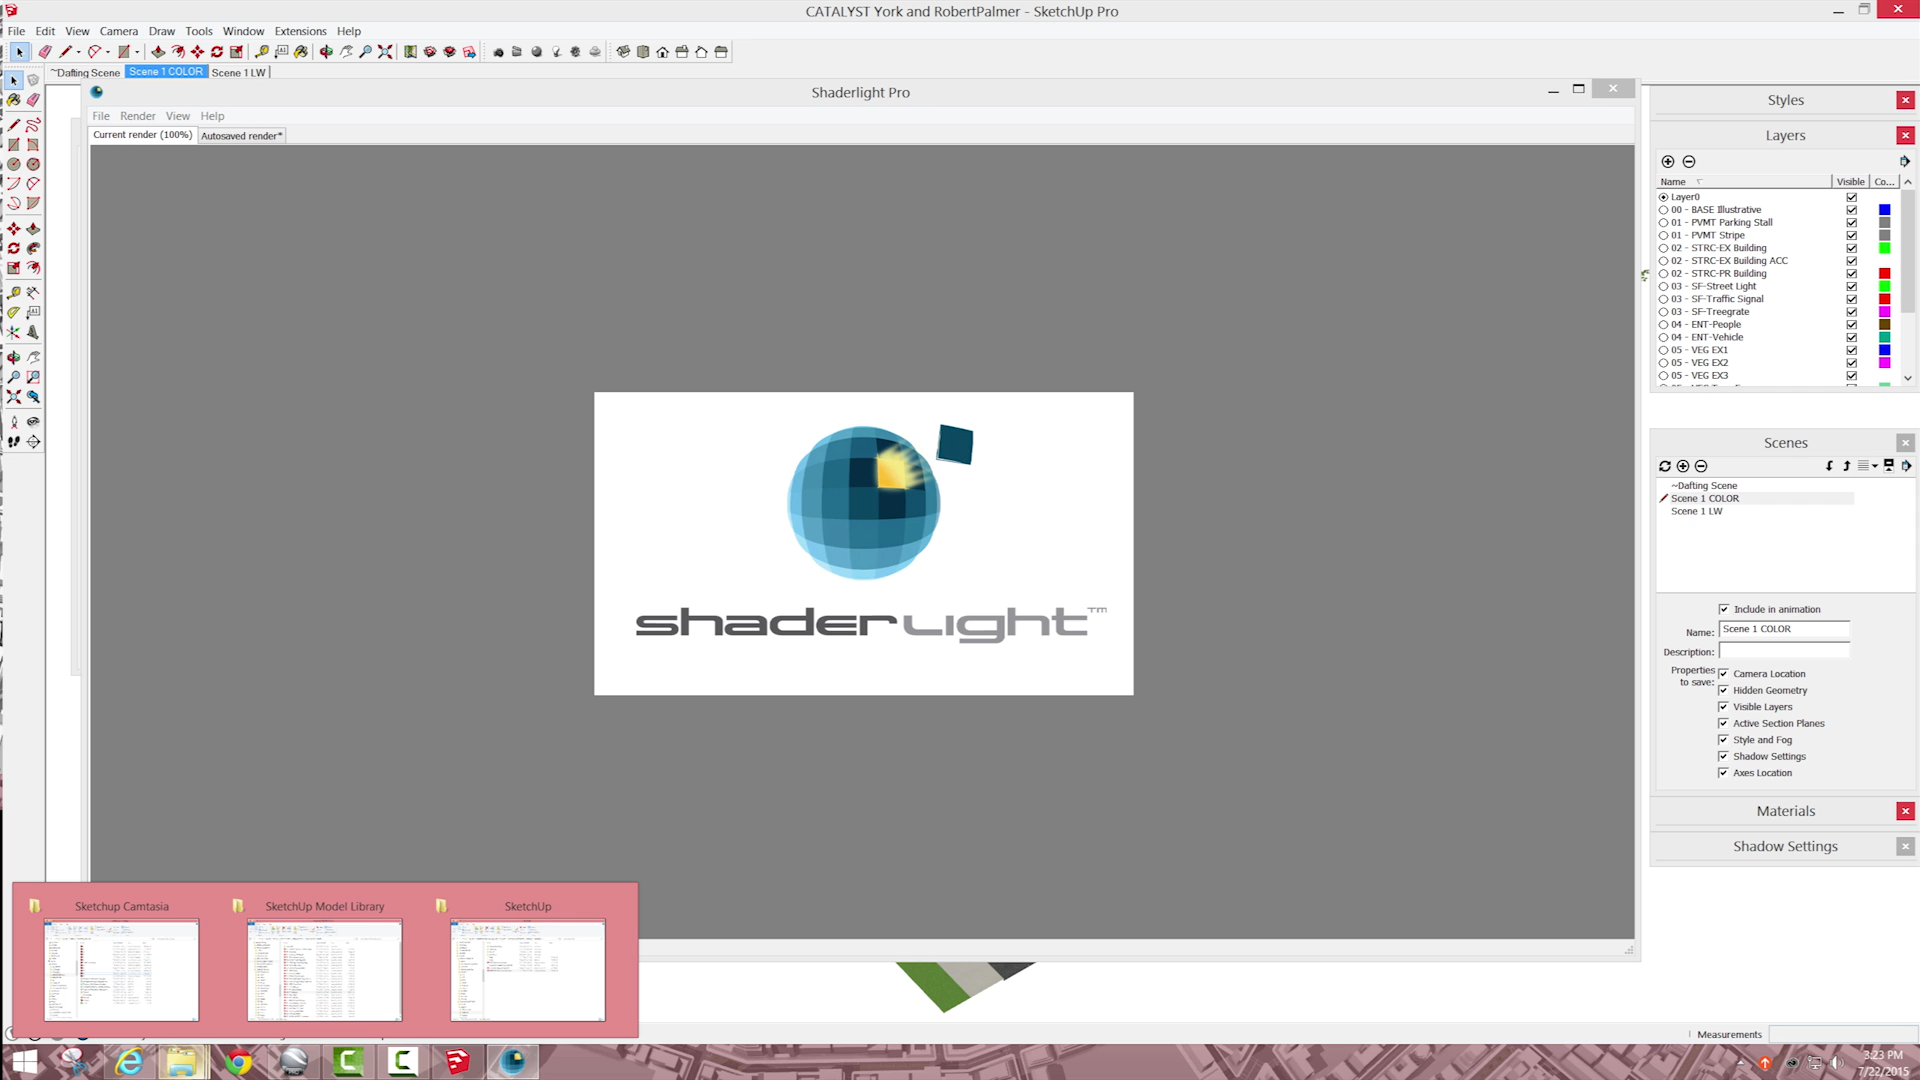 CATALYST York and RobertPalmer - SketchUp Pro
File Edit View Camera Draw Tools Window Extensions Help
~Dafting Scene Scene 1 COLOR Scene 1 LW
Shaderlight Pro
File Render View Help
Current render (100%) Autosaved render*
shaderlight™
Styles
Layers
Name Visible Co...
Layer0
00 - BASE Illustrative
01 - PVMT Parking Stall
01 - PVMT Stripe
02 - STRC-EX Building
02 - STRC-EX Building ACC
02 - STRC-PR Building
03 - SF-Street Light
03 - SF-Traffic Signal
03 - SF-Treegrate
04 - ENT-People
04 - ENT-Vehicle
05 - VEG EX1
05 - VEG EX2
05 - VEG EX3
Scenes
~Dafting Scene
Scene 1 COLOR
Scene 1 LW
Include in animation
Name: Scene 1 COLOR
Description:
Properties to save:
Camera Location
Hidden Geometry
Visible Layers
Active Section Planes
Style and Fog
Shadow Settings
Axes Location
Materials
Shadow Settings
Sketchup Camtasia SketchUp Model Library SketchUp
Measurements
3:23 PM
7/22/2015